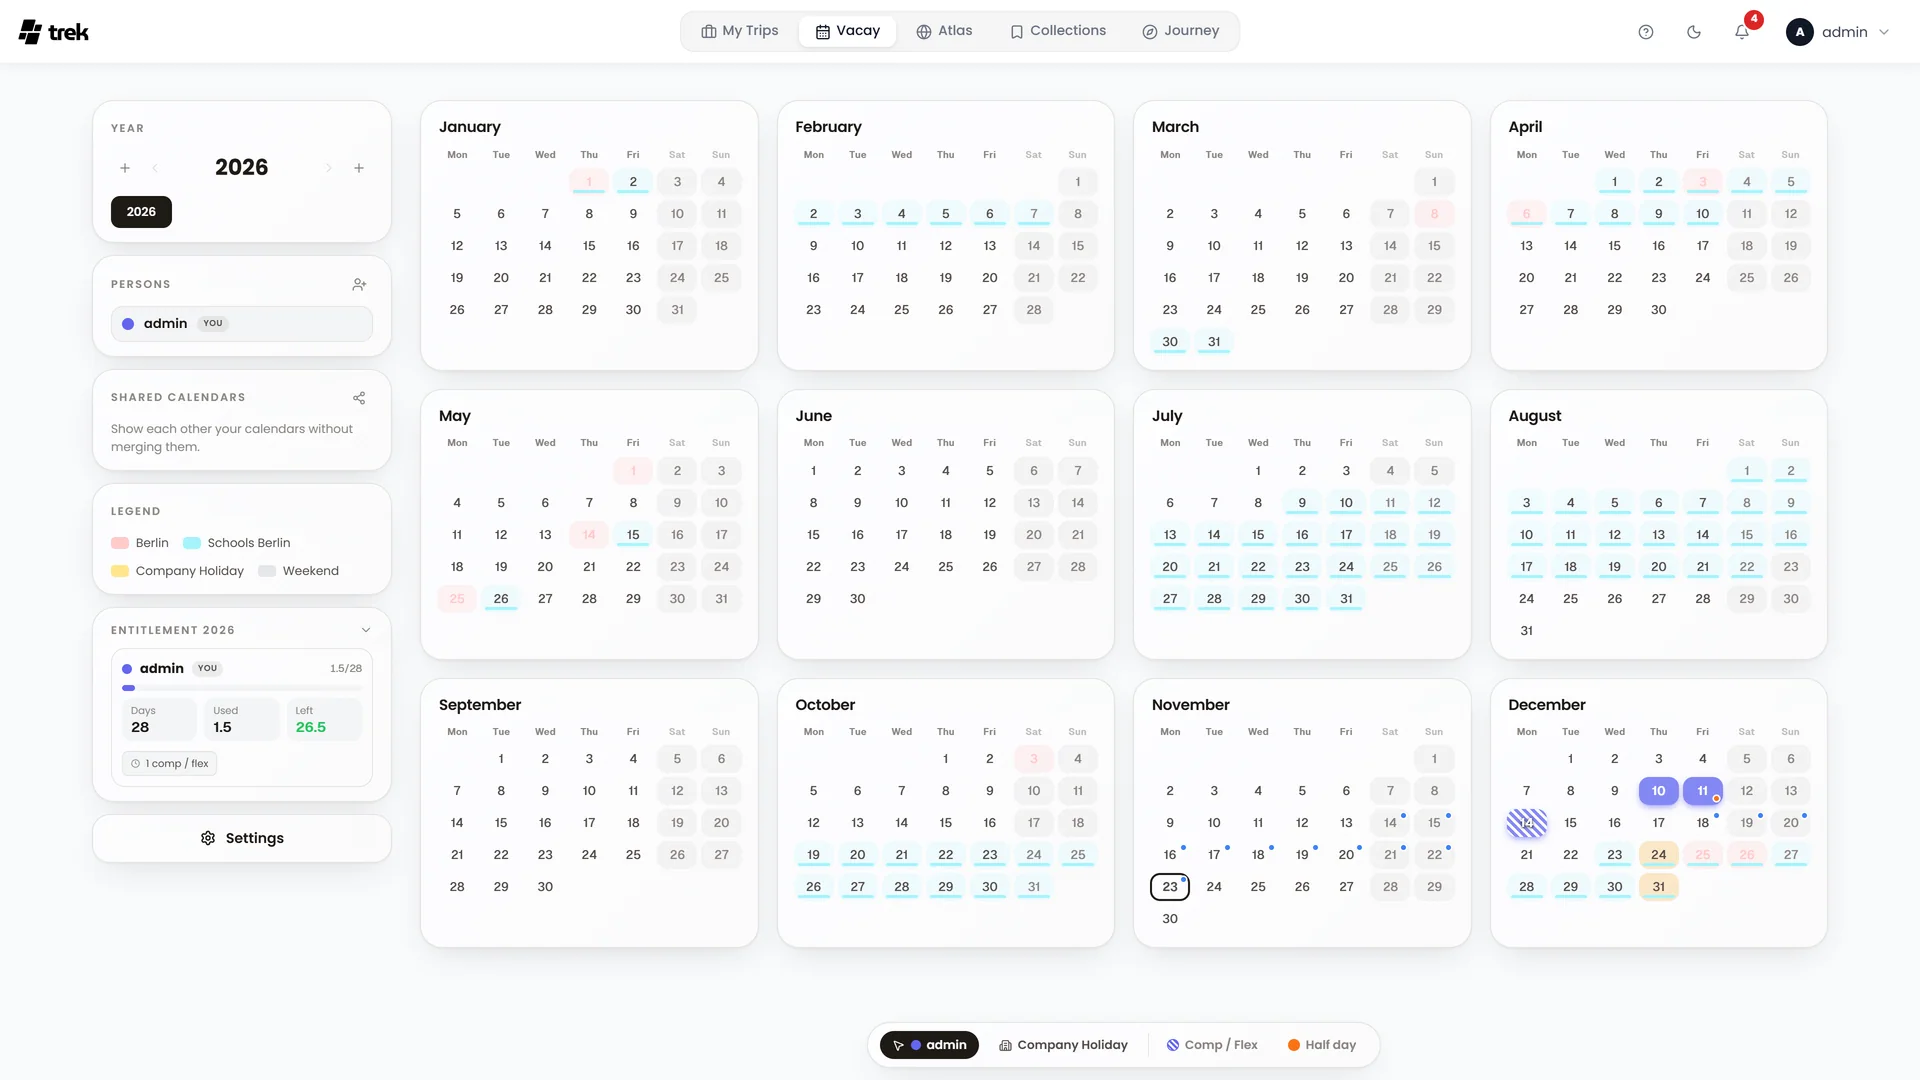 trek
My Trips
Vacay
Atlas
Collections
Journey
4
A
admin
YEAR
2026
2026
PERSONS
admin YOU
SHARED CALENDARS
Show each other your calendars without
merging them.
LEGEND
Berlin Schools Berlin
Company Holiday Weekend
ENTITLEMENT 2026
admin YOU 1.5/28
Days Used Left
28 1.5 26.5
1 comp / flex
Settings
January
Mon Tue Wed Thu Fri Sat Sun
1 2 3 4
5 6 7 8 9 10 11
12 13 14 15 16 17 18
19 20 21 22 23 24 25
26 27 28 29 30 31
February
Mon Tue Wed Thu Fri Sat Sun
1
2 3 4 5 6 7 8
9 10 11 12 13 14 15
16 17 18 19 20 21 22
23 24 25 26 27 28
March
Mon Tue Wed Thu Fri Sat Sun
1
2 3 4 5 6 7 8
9 10 11 12 13 14 15
16 17 18 19 20 21 22
23 24 25 26 27 28 29
30 31
April
Mon Tue Wed Thu Fri Sat Sun
1 2 3 4 5
6 7 8 9 10 11 12
13 14 15 16 17 18 19
20 21 22 23 24 25 26
27 28 29 30
May
Mon Tue Wed Thu Fri Sat Sun
1 2 3
4 5 6 7 8 9 10
11 12 13 14 15 16 17
18 19 20 21 22 23 24
25 26 27 28 29 30 31
June
Mon Tue Wed Thu Fri Sat Sun
1 2 3 4 5 6 7
8 9 10 11 12 13 14
15 16 17 18 19 20 21
22 23 24 25 26 27 28
29 30
July
Mon Tue Wed Thu Fri Sat Sun
1 2 3 4 5
6 7 8 9 10 11 12
13 14 15 16 17 18 19
20 21 22 23 24 25 26
27 28 29 30 31
August
Mon Tue Wed Thu Fri Sat Sun
1 2
3 4 5 6 7 8 9
10 11 12 13 14 15 16
17 18 19 20 21 22 23
24 25 26 27 28 29 30
31
September
Mon Tue Wed Thu Fri Sat Sun
1 2 3 4 5 6
7 8 9 10 11 12 13
14 15 16 17 18 19 20
21 22 23 24 25 26 27
28 29 30
October
Mon Tue Wed Thu Fri Sat Sun
1 2 3 4
5 6 7 8 9 10 11
12 13 14 15 16 17 18
19 20 21 22 23 24 25
26 27 28 29 30 31
November
Mon Tue Wed Thu Fri Sat Sun
1
2 3 4 5 6 7 8
9 10 11 12 13 14 15
16 17 18 19 20 21 22
23 24 25 26 27 28 29
30
December
Mon Tue Wed Thu Fri Sat Sun
1 2 3 4 5 6
7 8 9 10 11 12 13
14 15 16 17 18 19 20
21 22 23 24 25 26 27
28 29 30 31
admin
Company Holiday
Comp / Flex
Half day